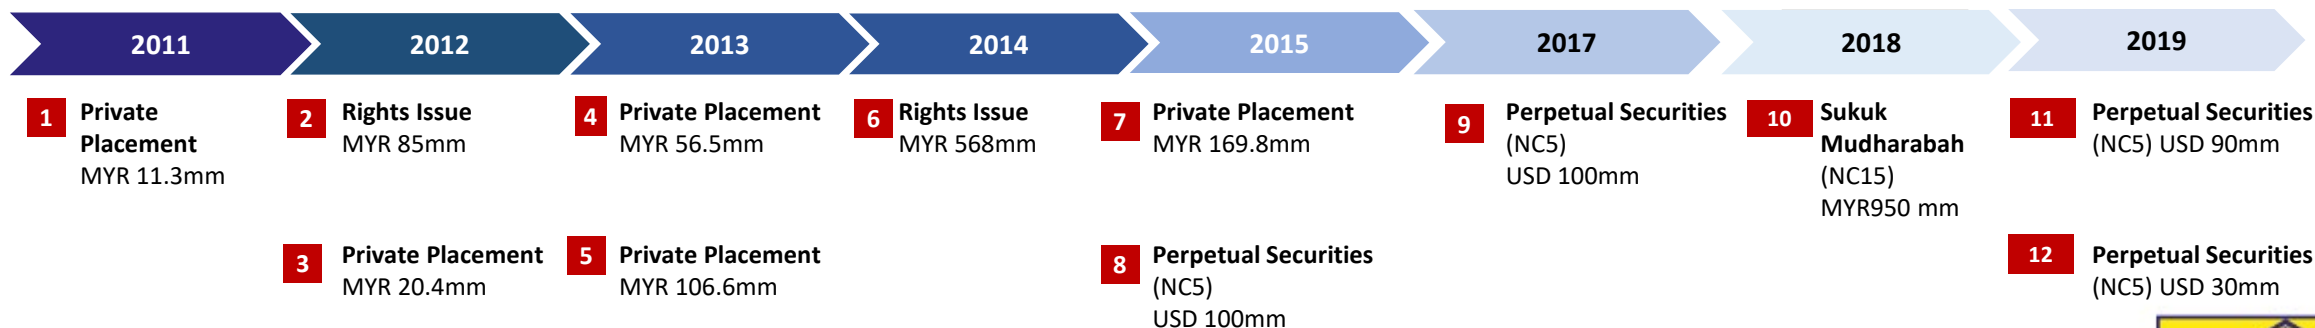 2011
2012
2013
2014
2015
2017
2018
2019
1
Private
Placement
MYR 11.3mm
2
Rights Issue
MYR 85mm
3
Private Placement
MYR 20.4mm
4
Private Placement
MYR 56.5mm
5
Private Placement
MYR 106.6mm
6
Rights Issue
MYR 568mm
7
Private Placement
MYR 169.8mm
8
Perpetual Securities
(NC5)
USD 100mm
9
Perpetual Securities
(NC5)
USD 100mm
10
Sukuk
Mudharabah
(NC15)
MYR950 mm
11
Perpetual Securities
(NC5) USD 90mm
12
Perpetual Securities
(NC5) USD 30mm